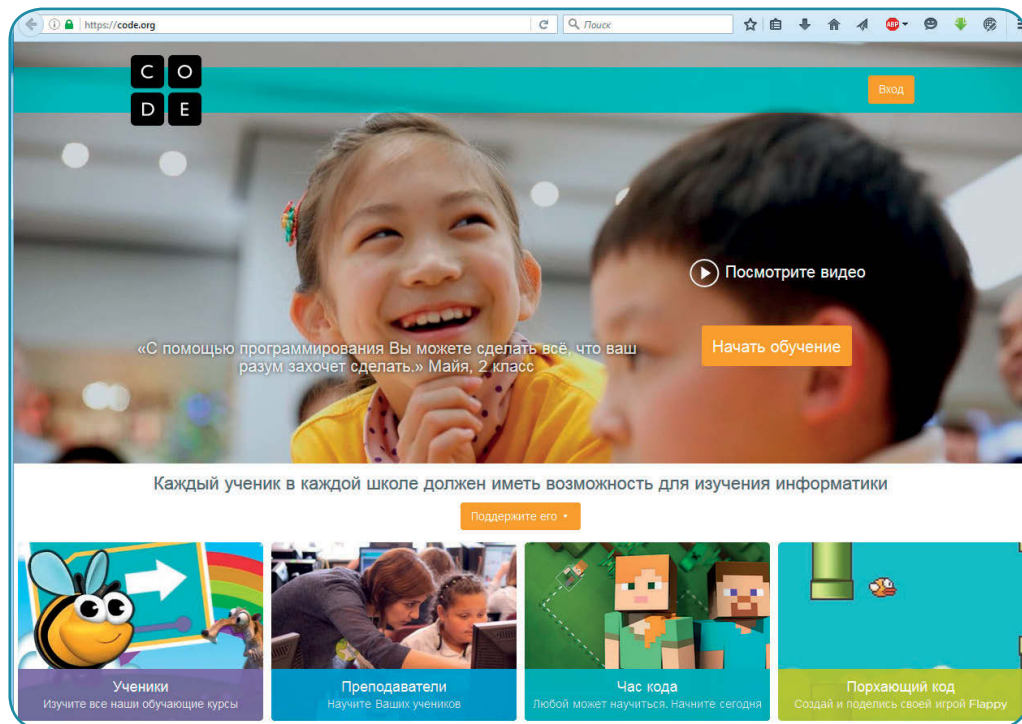 https://code.org
Поиск
ABP
C O
D E
Вход
Посмотрите видео
«С помощью программирования Вы можете сделать всё, что ваш
разум захочет сделать.» Майя, 2 класс
Начать обучение
Каждый ученик в каждой школе должен иметь возможность для изучения информатики
Поддержите его
Ученики
Изучите все наши обучающие курсы
Преподаватели
Научите Ваших учеников
Час кода
Любой может научиться. Начните сегодня
Порхающий код
Создай и поделись своей игрой Flappy